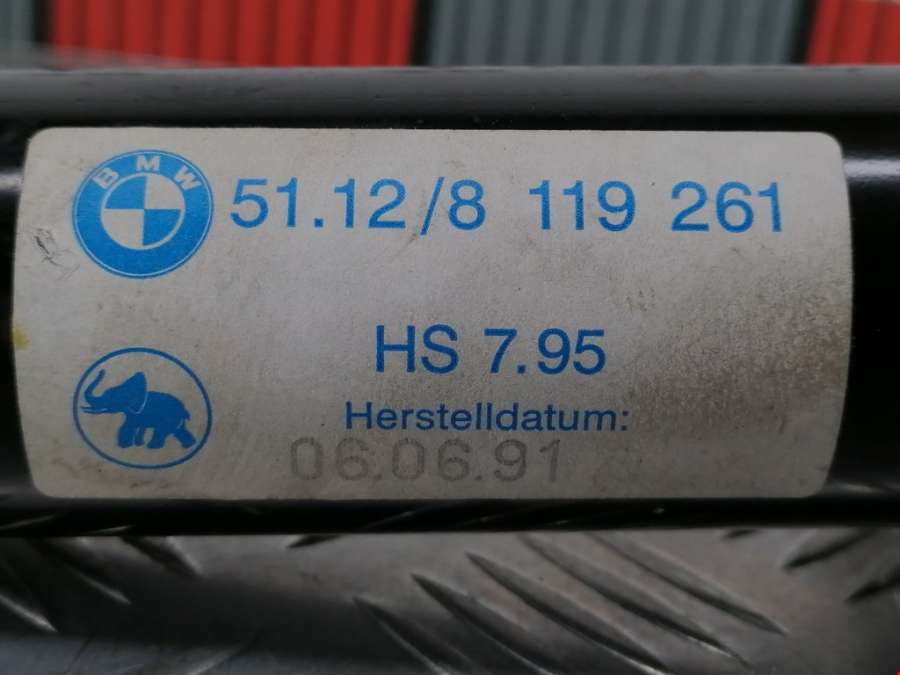 BMW
51.12/8 119 261
HS 7.95
Herstelldatum:
06.06.91